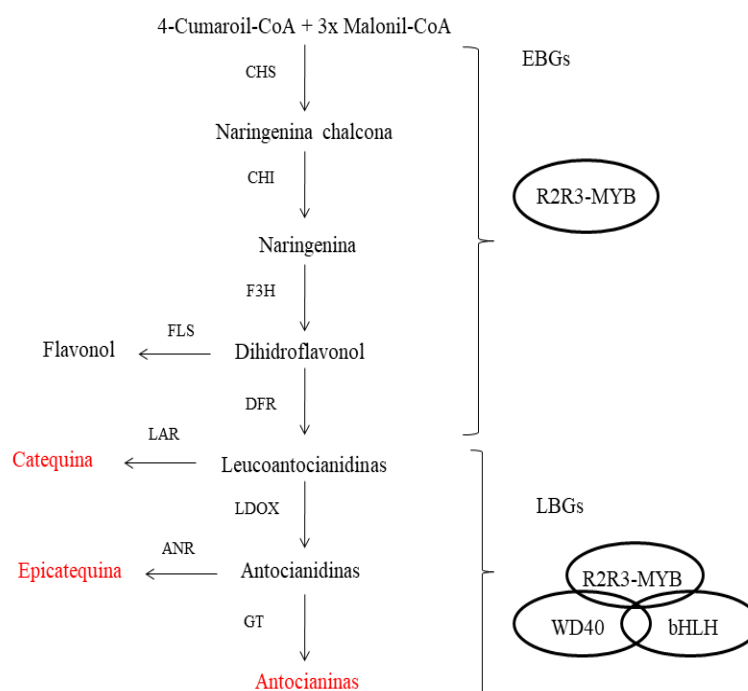 4-Cumaroil-CoA + 3x Malonil-CoA
EBGs
CHS
Naringenina chalcona
CHI
R2R3-MYB
Naringenina
F3H
FLS
Flavonol
Dihidroflavonol
DFR
LAR
Catequina
Leucoantocianidinas
LDOX
LBGs
ANR
Epicatequina
Antocianidinas
R2R3-MYB
GT
WD40
bHLH
Antocianinas